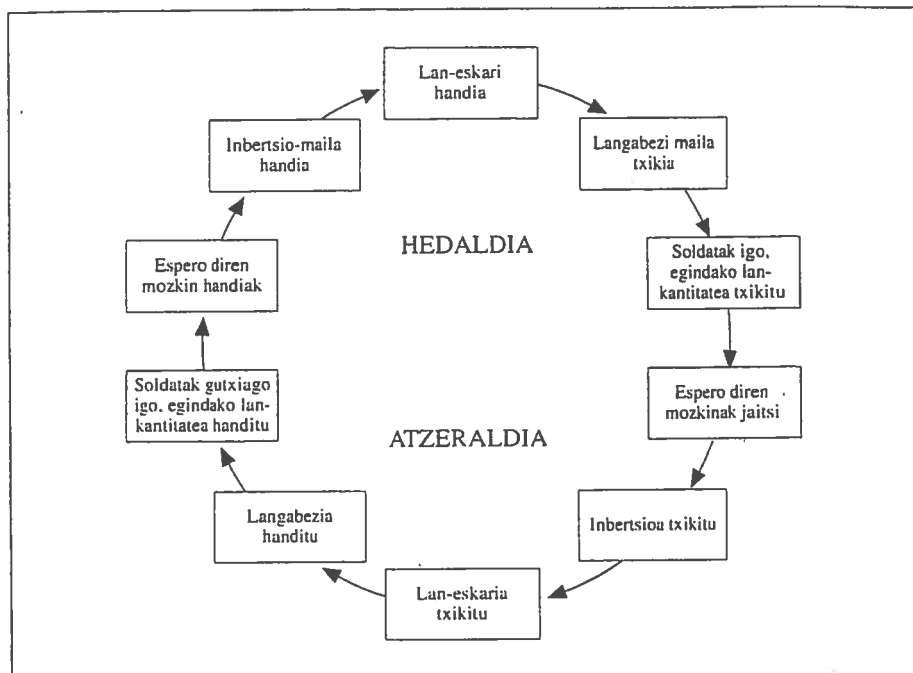 Lan-eskari
handia
Langabezi maila
txikia
Soldatak igo,
egindako lan-
kantitatea txikitu
Espero diren
mozkinak jaitsi
Inbertsioa txikitu
Lan-eskaria
txikitu
Langabezia
handitu
Soldatak gutxiago
igo, egindako lan-
kantitatea handitu
Espero diren
mozkin handiak
Inbertsio-maila
handia
HEDALDIA
ATZERALDIA